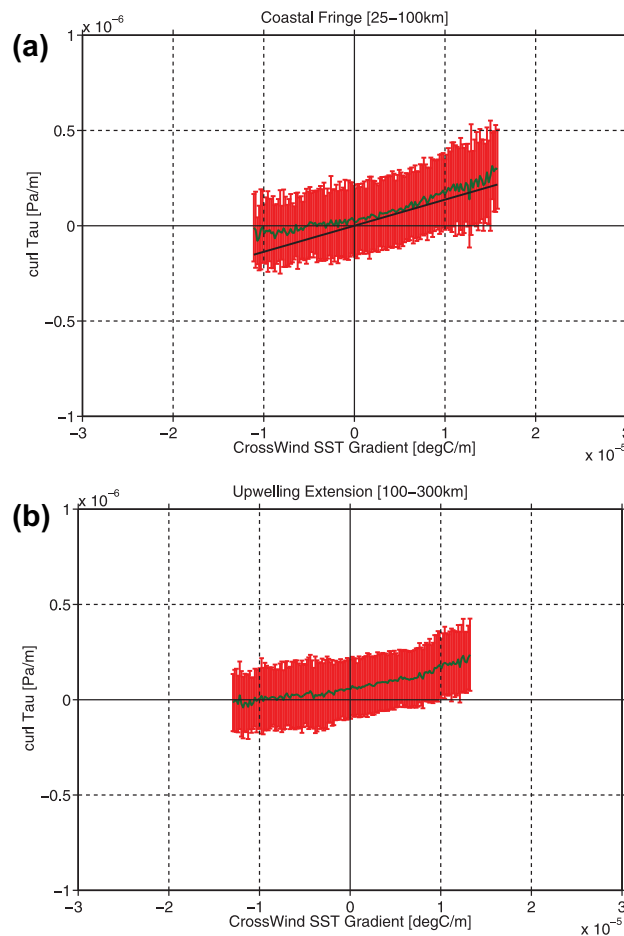 Coastal Fringe [25−100km]
(a)
x 10⁻⁶
1
0.5
0
−0.5
−1
curl Tau [Pa/m]
−3 −2 −1 0 1 2 3
CrossWind SST Gradient [degC/m]
x 10⁻⁵
Upwelling Extension [100−300km]
(b)
x 10⁻⁶
1
0.5
0
−0.5
−1
curl Tau [Pa/m]
−3 −2 −1 0 1 2 3
CrossWind SST Gradient [degC/m]
x 10⁻⁵